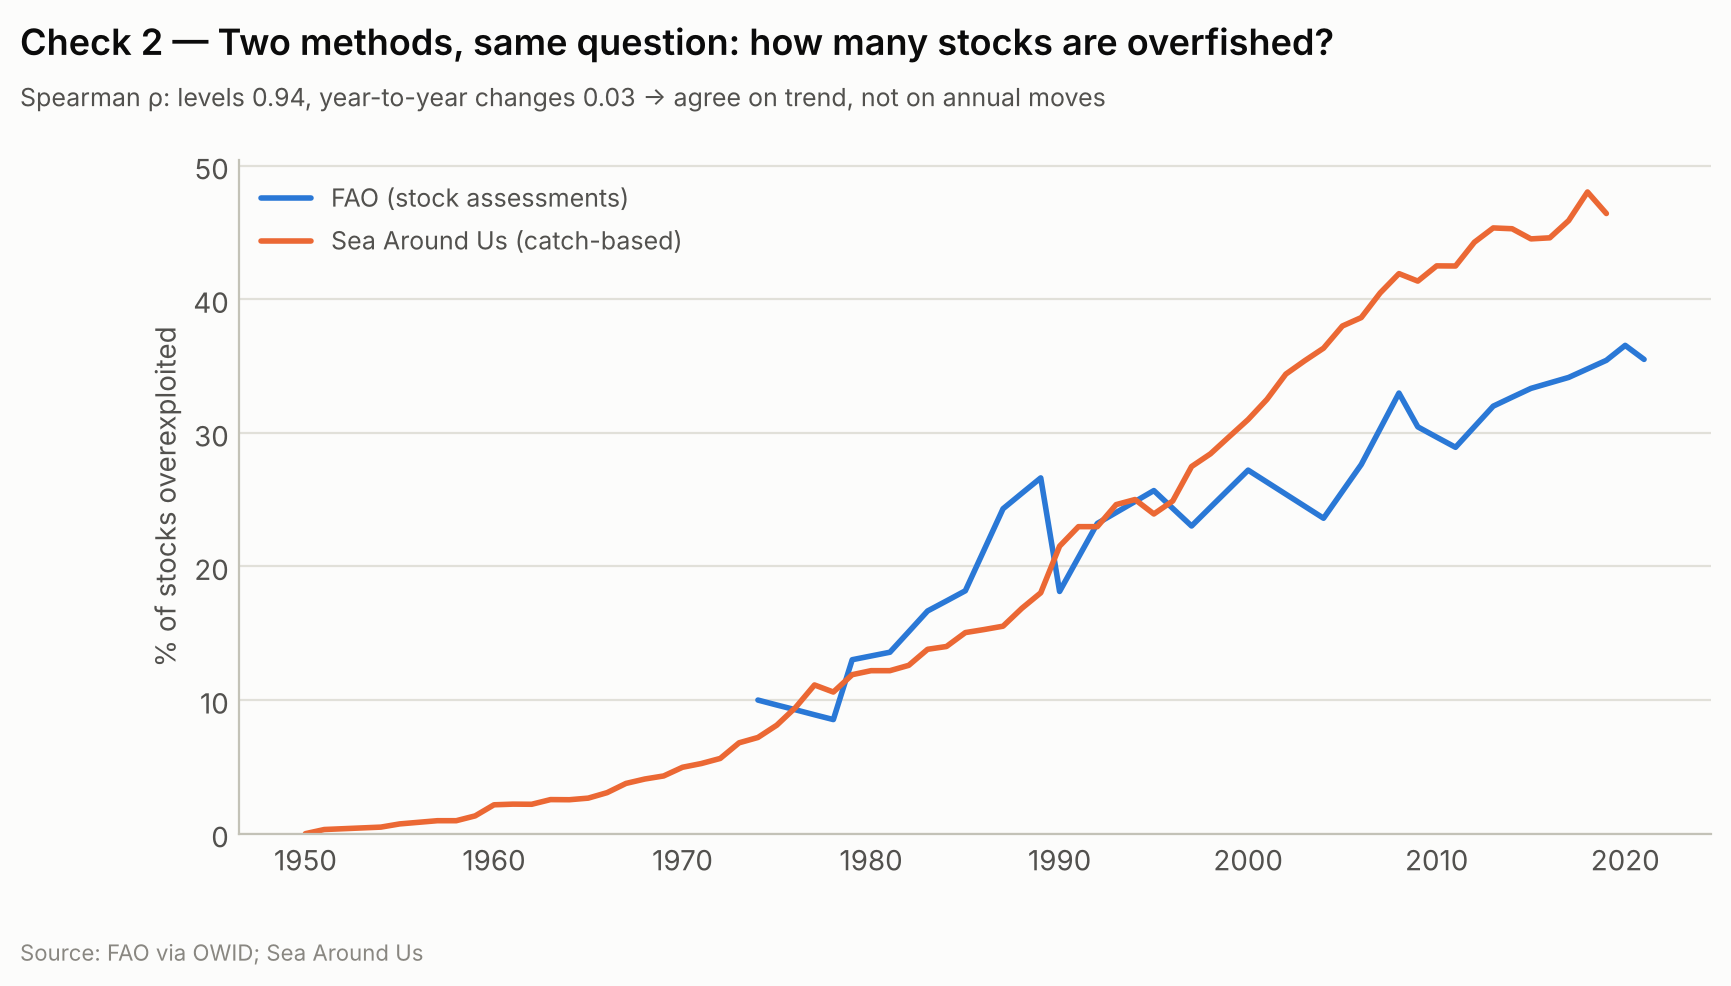 Check 2 — Two methods, same question: how many stocks are overfished?
Spearman ρ: levels 0.94, year-to-year changes 0.03 → agree on trend, not on annual moves
FAO (stock assessments)
Sea Around Us (catch-based)
% of stocks overexploited
50
40
30
20
10
0
1950 1960 1970 1980 1990 2000 2010 2020
Source: FAO via OWID; Sea Around Us